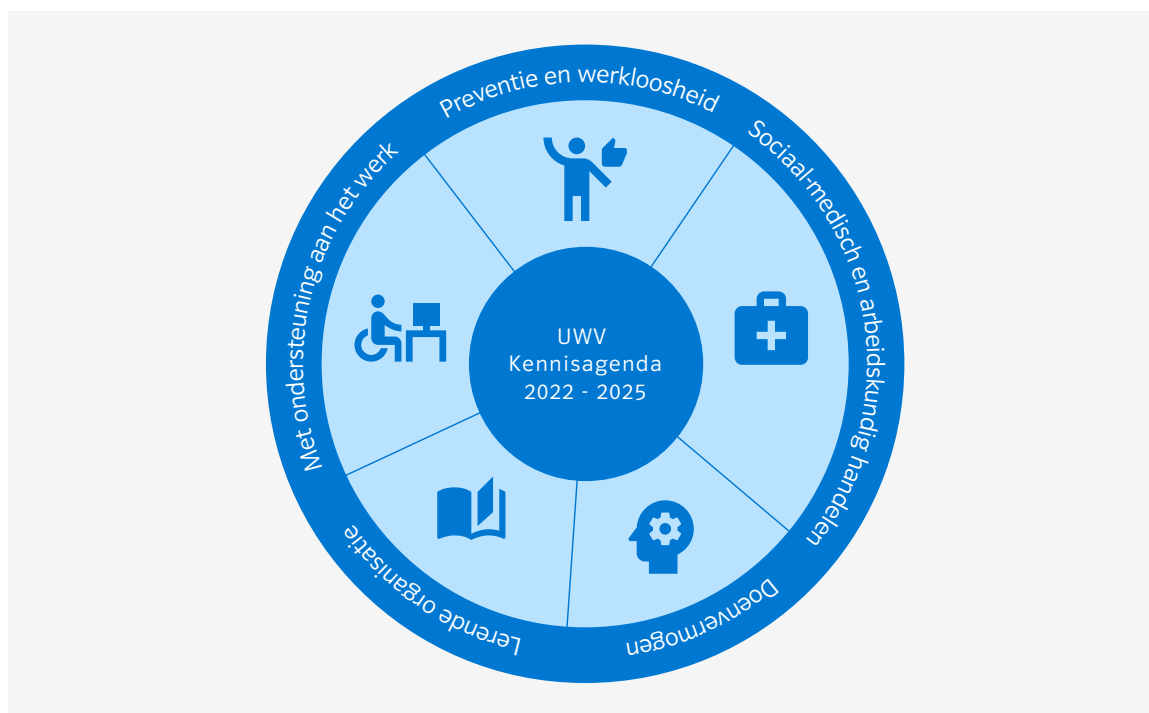 Preventie en werkloosheid
Sociaal-medisch en arbeidskundig handelen
Doenvermogen
Lerende organisatie
Met ondersteuning aan het werk
UWV
Kennisagenda
2022 - 2025